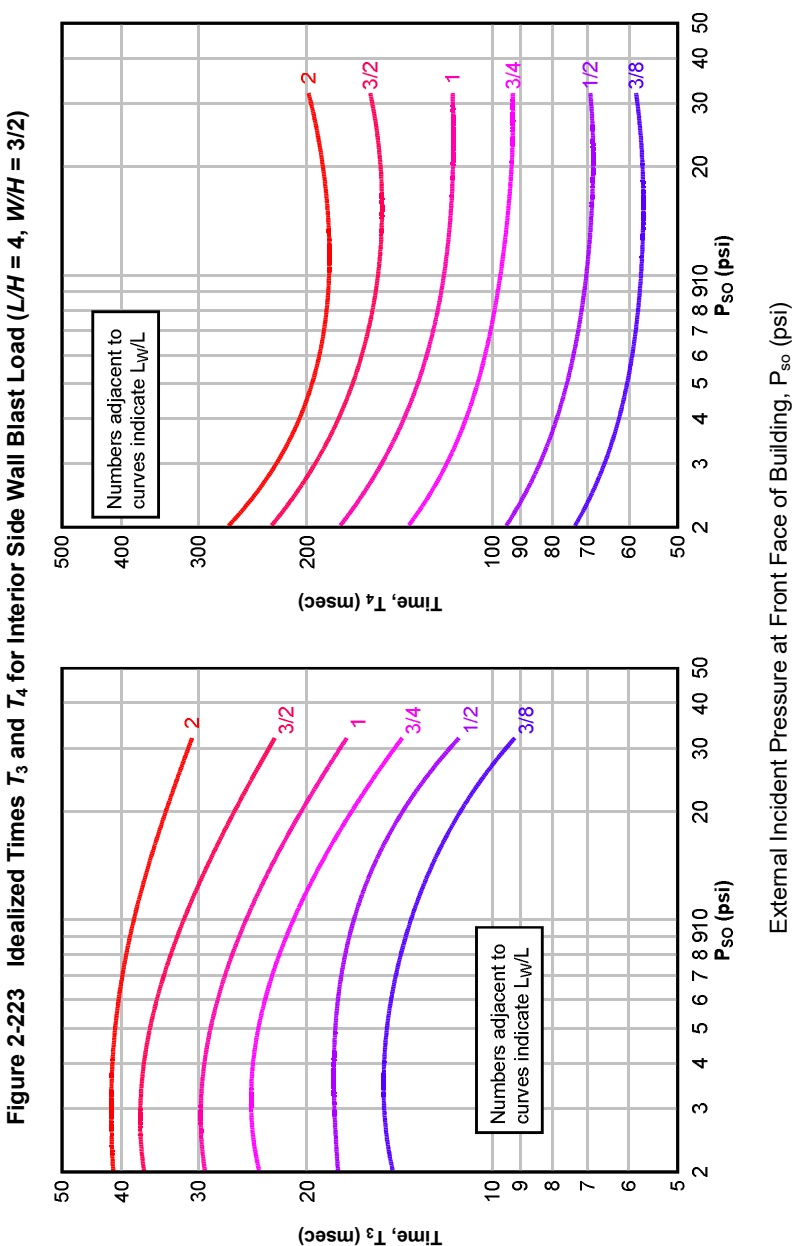 Figure 2-223 Idealized Times T3 and T4 for Interior Side Wall Blast Load (L/H = 4, W/H = 3/2)
50
40
30
20
10
9
8
7
6
5
Time, T3 (msec)
2
3/2
1
3/4
1/2
3/8
Numbers adjacent to
curves indicate LW/L
2 3 4 5 6 7 8 910 20 30 40 50
PSO (psi)
500
400
300
200
100
90
80
70
60
50
Time, T4 (msec)
Numbers adjacent to
curves indicate LW/L
2
3/2
1
3/4
1/2
3/8
2 3 4 5 6 7 8 910 20 30 40 50
PSO (psi)
External Incident Pressure at Front Face of Building, Pso (psi)